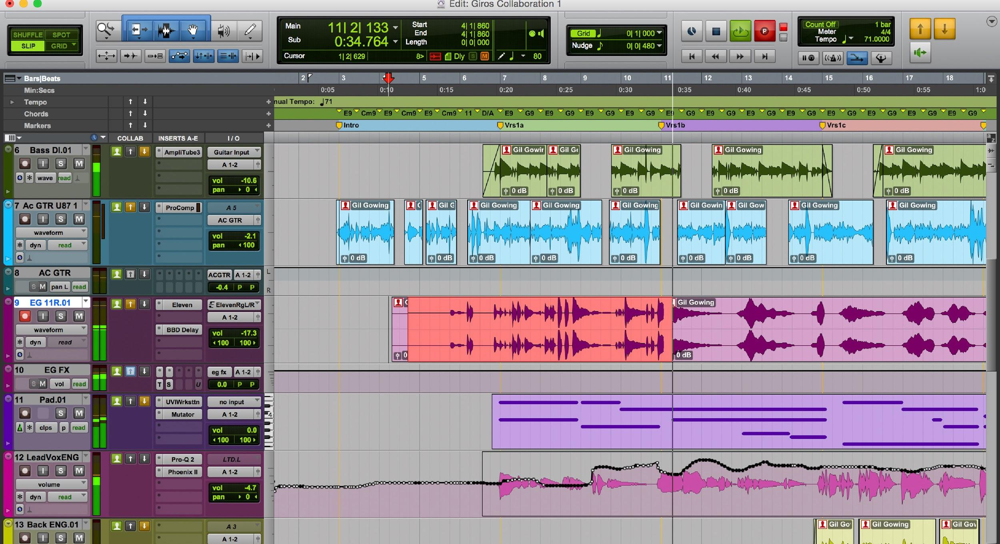 Edit: Giros Collaboration 1
SHUFFLE SPOT
SLIP GRID
Main 11| 2| 133
Sub 0:34.764
Start 4| 1| 860
End 4| 1| 860
Length 0| 0| 000
Cursor 1| 2| 629 8> Dly S M 80
Grid 0| 1| 000
Nudge 0| 0| 480
P
Count Off 1 bar
Meter 4/4
Tempo 71.0000
Bars|Beats 2 3 5 6 7 8 9 10 11 12 13 14 15 16 17 18
Min:Secs 0:05 0:10 0:15 0:20 0:25 0:30 0:35 0:40 0:45 0:50 0:55 1:0
Tempo nual Tempo: 71
Chords E9 Cm9 E9 Cm9 E9 Cm9 11 D/A E9 G9 E9 G9 E9 G9 E9 G9 E9 G9 E9 G9 E9 G9 E9 G9 E9 G9 E9 G9 E9 G9 E9 G9
Markers Intro Vrs1a Vrs1b Vrs1c
COLLAB INSERTS A-E I / O a z
6 Bass DI.01 AmpliTube3 Guitar Input Gil Gowin Gil Go Gil Gowing Gil Gowing Gil Gowing
I S M A 1-2
wave read vol -10.6
pan 0 0 dB 0 dB 0 dB 0 dB 0 dB
7 Ac GTR U87 1 ProComp A 5 Gil Gowing G Gil G Gil Gowing Gil Gowing Gil Gowing Gil Gowin Gil Gow Gil Gowing Gil Gowing
I S M AC GTR
waveform vol -2.1
dyn read pan 100
0 dB 0 dB 0 dB 0 dB 0 dB 0 dB 0 dB 0 dB 0 dB
8 AC GTR ACGTR A 1-2 L
S M pan L read -0.4 P P R
9 EG 11R.01 Eleven ElevenRgL/R G Gil Gowing
I S M A 1-2
waveform BBD Delay vol -17.3
dyn read 100 100
0 0 dB
10 EG FX eg fx A 1-2
S M vol read T S U 0.0 P P
11 Pad.01 UVIWrksttn no input
S M Mutator A 1-2 4
clps p read vol 0.0
100 100
12 LeadVoxENG Pro-Q 2 LTD.L
I S M Phoenix II A 1-2
volume vol -4.7
dyn read pan 0
13 Back ENG.01 A 3 Gil Go Gil Gowing Gil Gow
I S M A 1-2